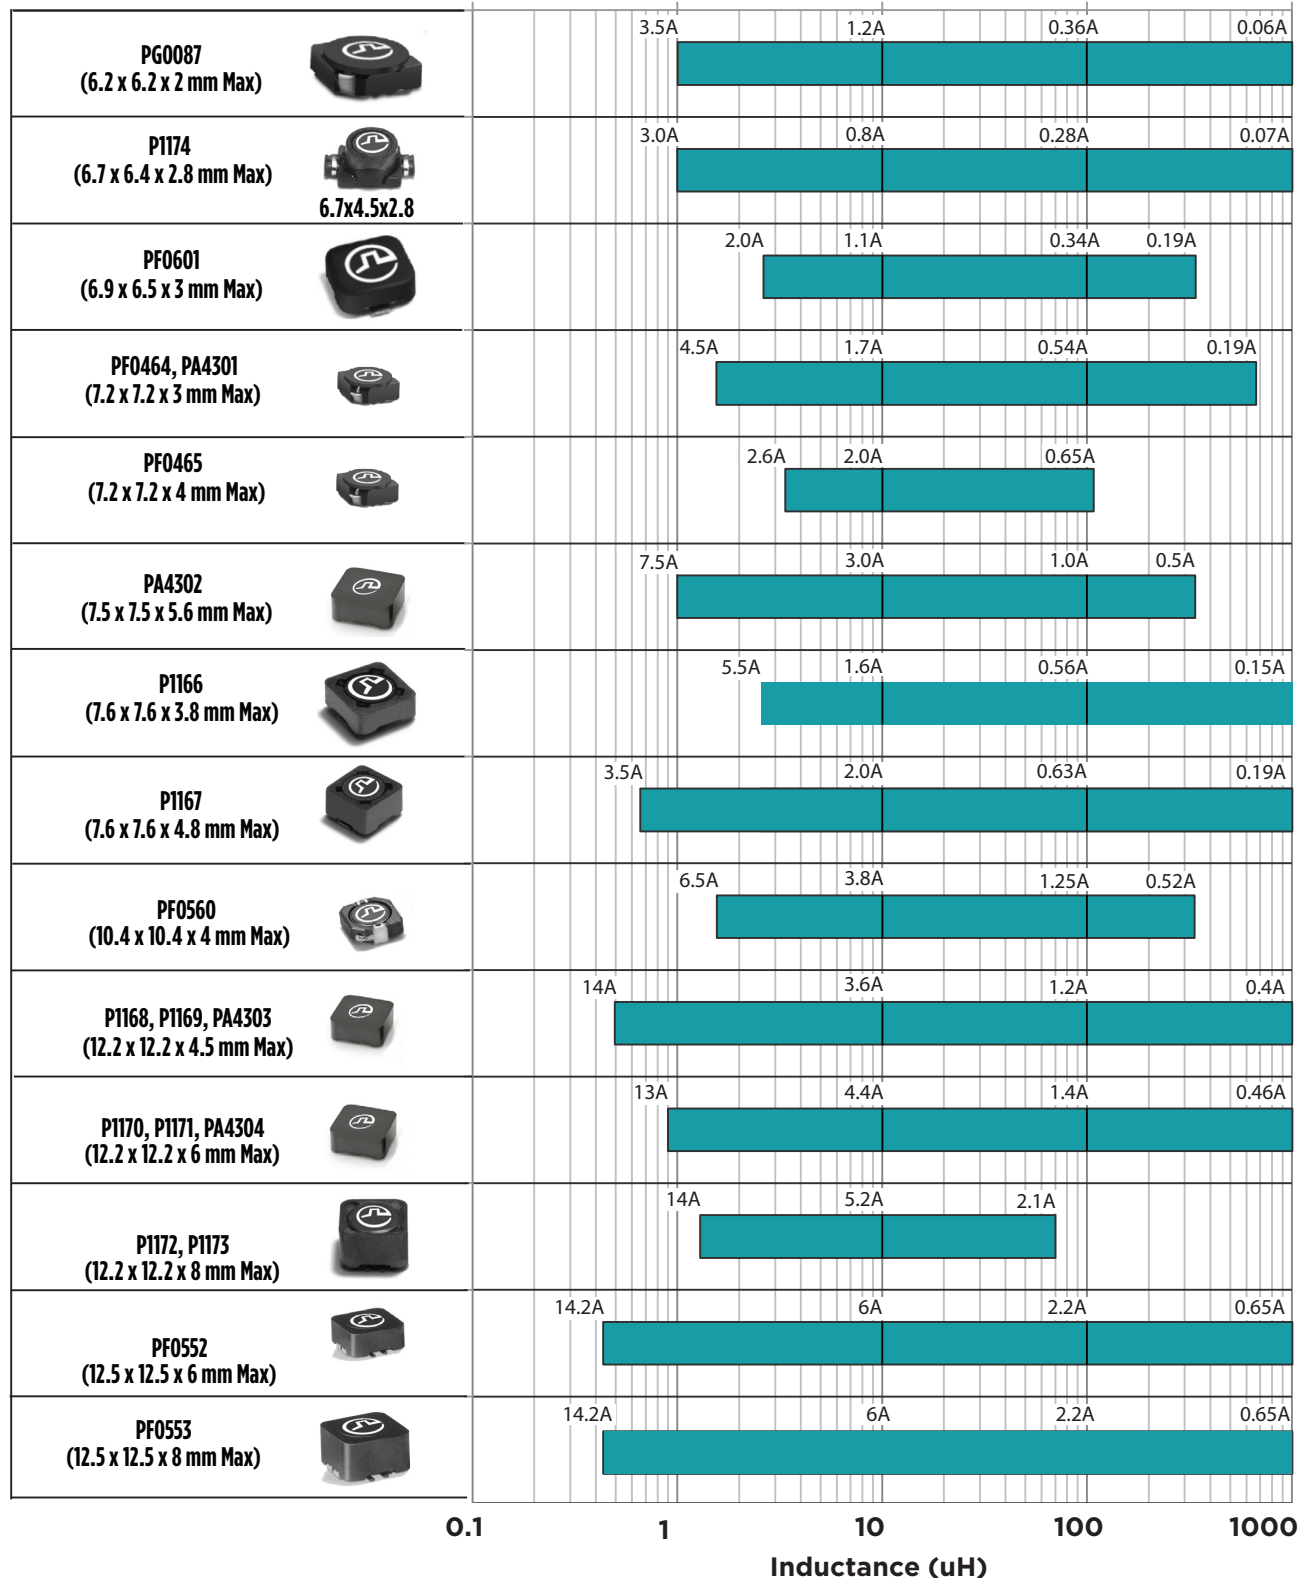 3.5A 1.2A 0.36A 0.06A
PG0087
(6.2 x 6.2 x 2 mm Max)
3.0A 0.8A 0.28A 0.07A
P1174
(6.7 x 6.4 x 2.8 mm Max)
6.7x4.5x2.8
2.0A 1.1A 0.34A 0.19A
PF0601
(6.9 x 6.5 x 3 mm Max)
4.5A 1.7A 0.54A 0.19A
PF0464, PA4301
(7.2 x 7.2 x 3 mm Max)
2.6A 2.0A 0.65A
PF0465
(7.2 x 7.2 x 4 mm Max)
7.5A 3.0A 1.0A 0.5A
PA4302
(7.5 x 7.5 x 5.6 mm Max)
5.5A 1.6A 0.56A 0.15A
P1166
(7.6 x 7.6 x 3.8 mm Max)
3.5A 2.0A 0.63A 0.19A
P1167
(7.6 x 7.6 x 4.8 mm Max)
6.5A 3.8A 1.25A 0.52A
PF0560
(10.4 x 10.4 x 4 mm Max)
14A 3.6A 1.2A 0.4A
P1168, P1169, PA4303
(12.2 x 12.2 x 4.5 mm Max)
13A 4.4A 1.4A 0.46A
P1170, P1171, PA4304
(12.2 x 12.2 x 6 mm Max)
14A 5.2A 2.1A
P1172, P1173
(12.2 x 12.2 x 8 mm Max)
14.2A 6A 2.2A 0.65A
PF0552
(12.5 x 12.5 x 6 mm Max)
14.2A 6A 2.2A 0.65A
PF0553
(12.5 x 12.5 x 8 mm Max)
0.1 1 10 100 1000
Inductance (uH)